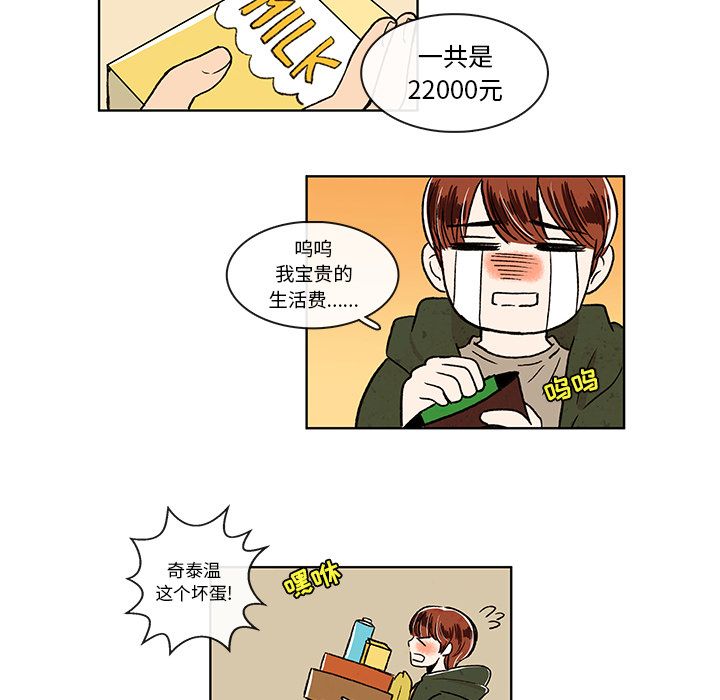 MILK
一共是
22000元
呜呜
我宝贵的
生活费……
呜呜
奇泰温
这个坏蛋!
嘿咻